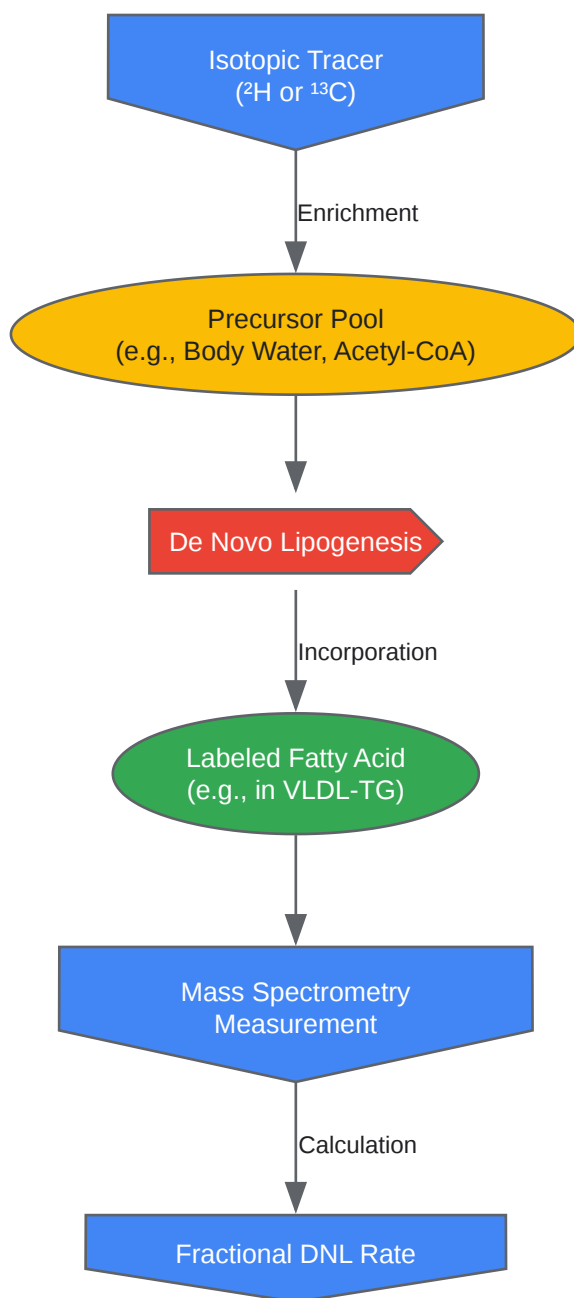 Isotopic Tracer
(²H or ¹³C)
Enrichment
Precursor Pool
(e.g., Body Water, Acetyl-CoA)
De Novo Lipogenesis
Incorporation
Labeled Fatty Acid
(e.g., in VLDL-TG)
Mass Spectrometry
Measurement
Calculation
Fractional DNL Rate